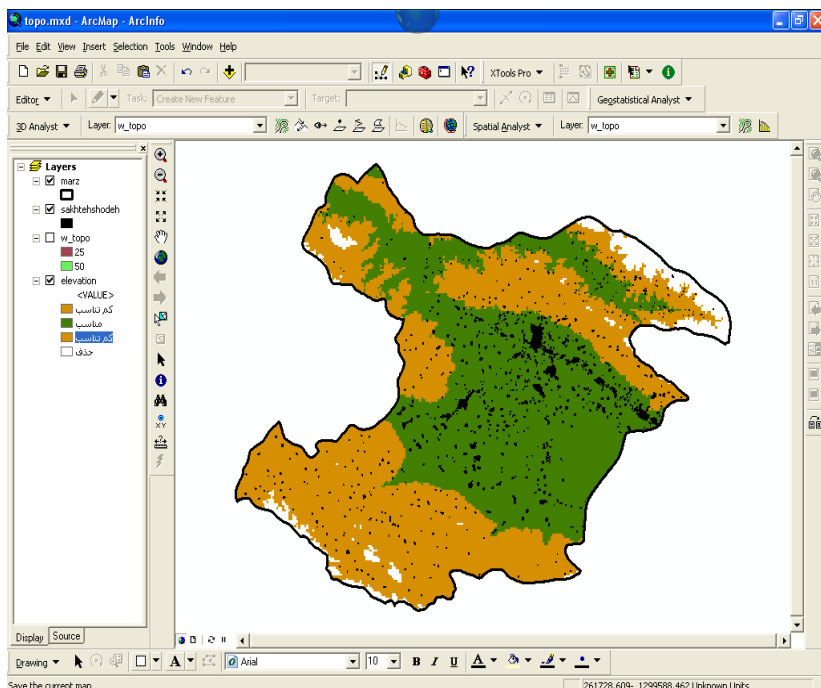 topo.mxd - ArcMap - ArcInfo
File Edit View Insert Selection Tools Window Help
XTools Pro
Editor Task: Create New Feature Target: Geostatistical Analyst
3D Analyst Layer: w_topo Spatial Analyst Layer: w_topo
Layers
marz
sakhtehshodeh
w_topo
25
50
elevation
<VALUE>
کم تناسب
مناسب
کم تناسب
حذف
XY
Display Source
Drawing A Arial 10 B I U A
Save the current map 261728.609- 1299588.462 Unknown Units